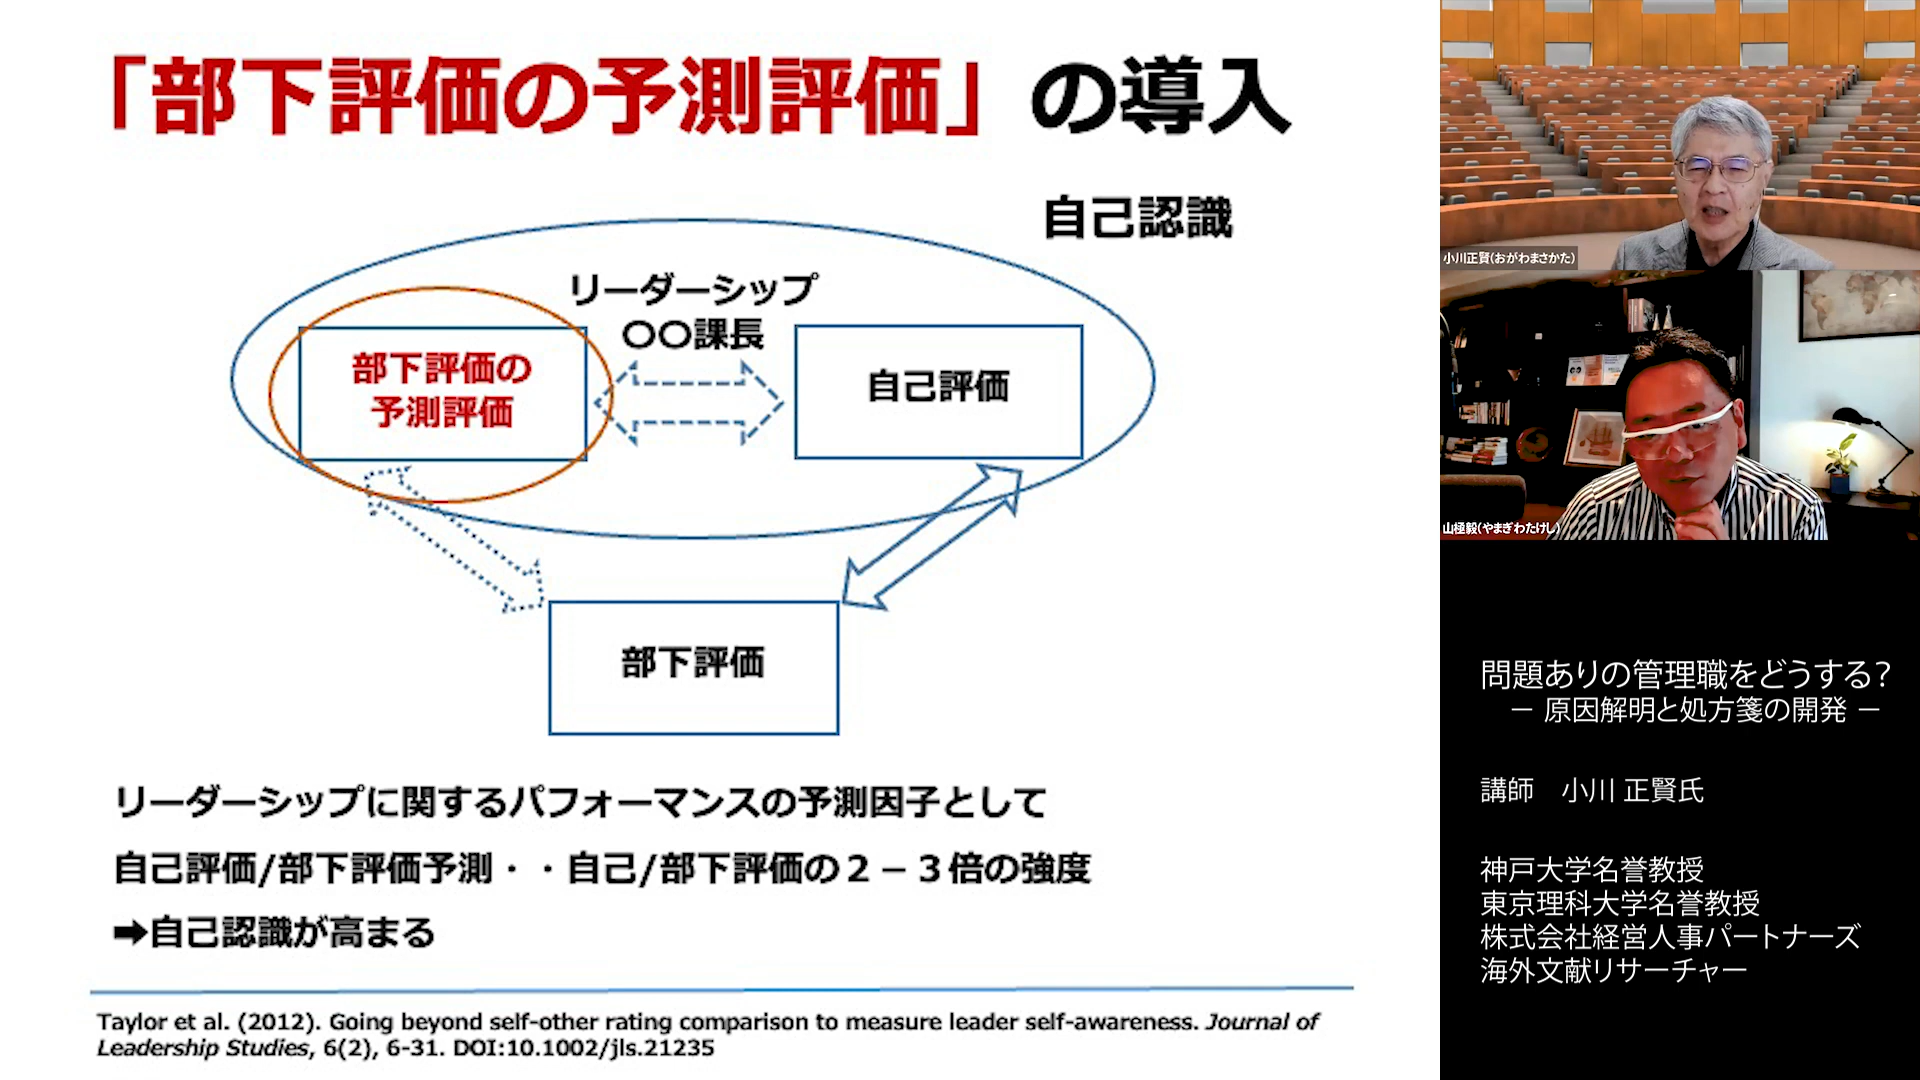 「部下評価の予測評価」の導入
自己認識
リーダーシップ
〇〇課長
部下評価の
予測評価
自己評価
部下評価
リーダーシップに関するパフォーマンスの予測因子として
自己評価/部下評価予測・・自己/部下評価の２－３倍の強度
➡自己認識が高まる
Taylor et al. (2012). Going beyond self-other rating comparison to measure leader self-awareness. Journal of
Leadership Studies, 6(2), 6-31. DOI:10.1002/jls.21235
小川正賢(おがわまさかた)
山極毅(やまぎわたけし)
問題ありの管理職をどうする?
－ 原因解明と処方箋の開発 －
講師　小川 正賢氏
神戸大学名誉教授
東京理科大学名誉教授
株式会社経営人事パートナーズ
海外文献リサーチャー